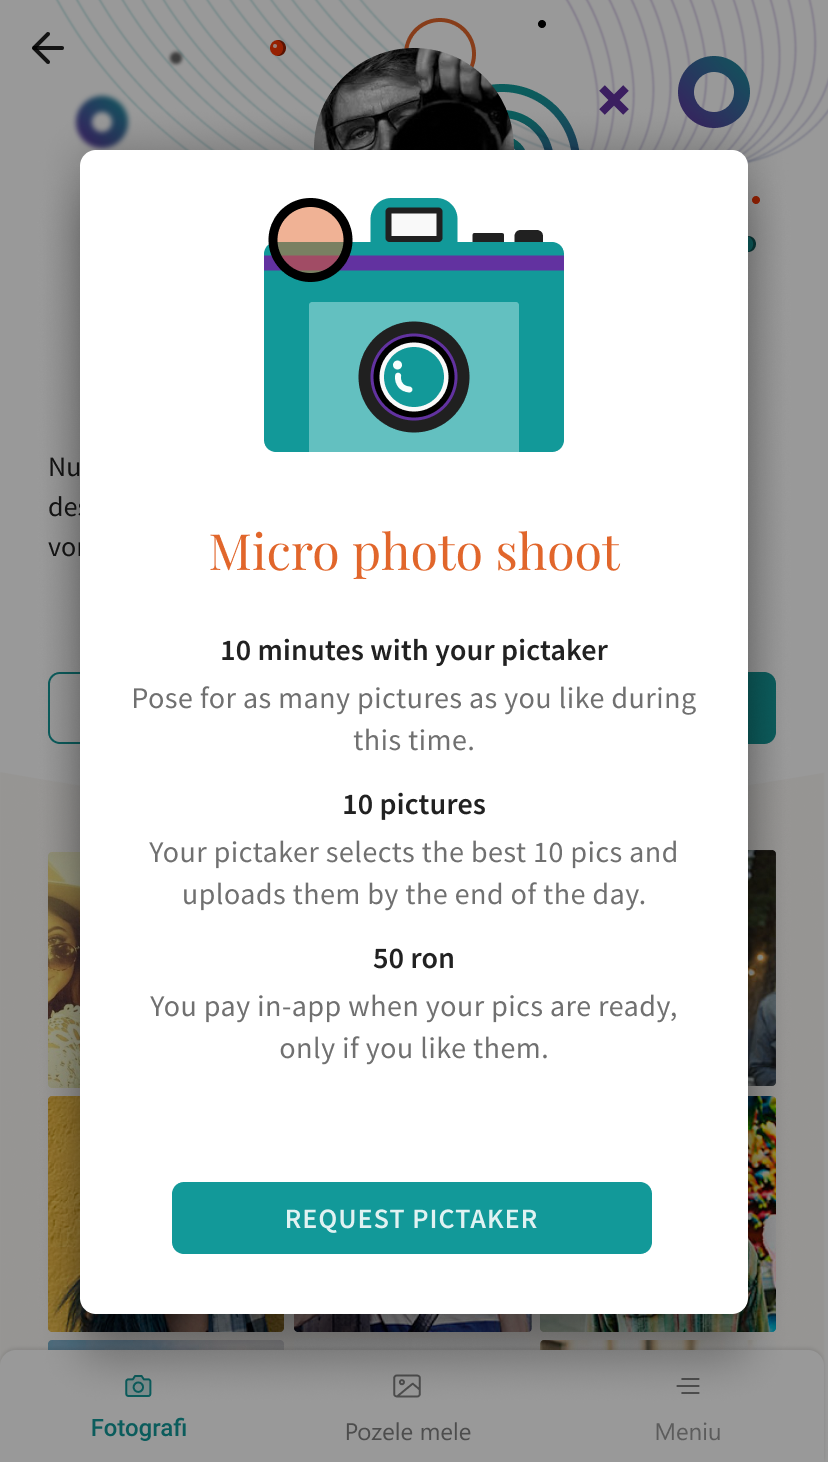 Micro photo shoot
10 minutes with your pictaker
Pose for as many pictures as you like during
this time.
10 pictures
Your pictaker selects the best 10 pics and
uploads them by the end of the day.
50 ron
You pay in-app when your pics are ready,
only if you like them.
REQUEST PICTAKER
Fotografi
Pozele mele
Meniu